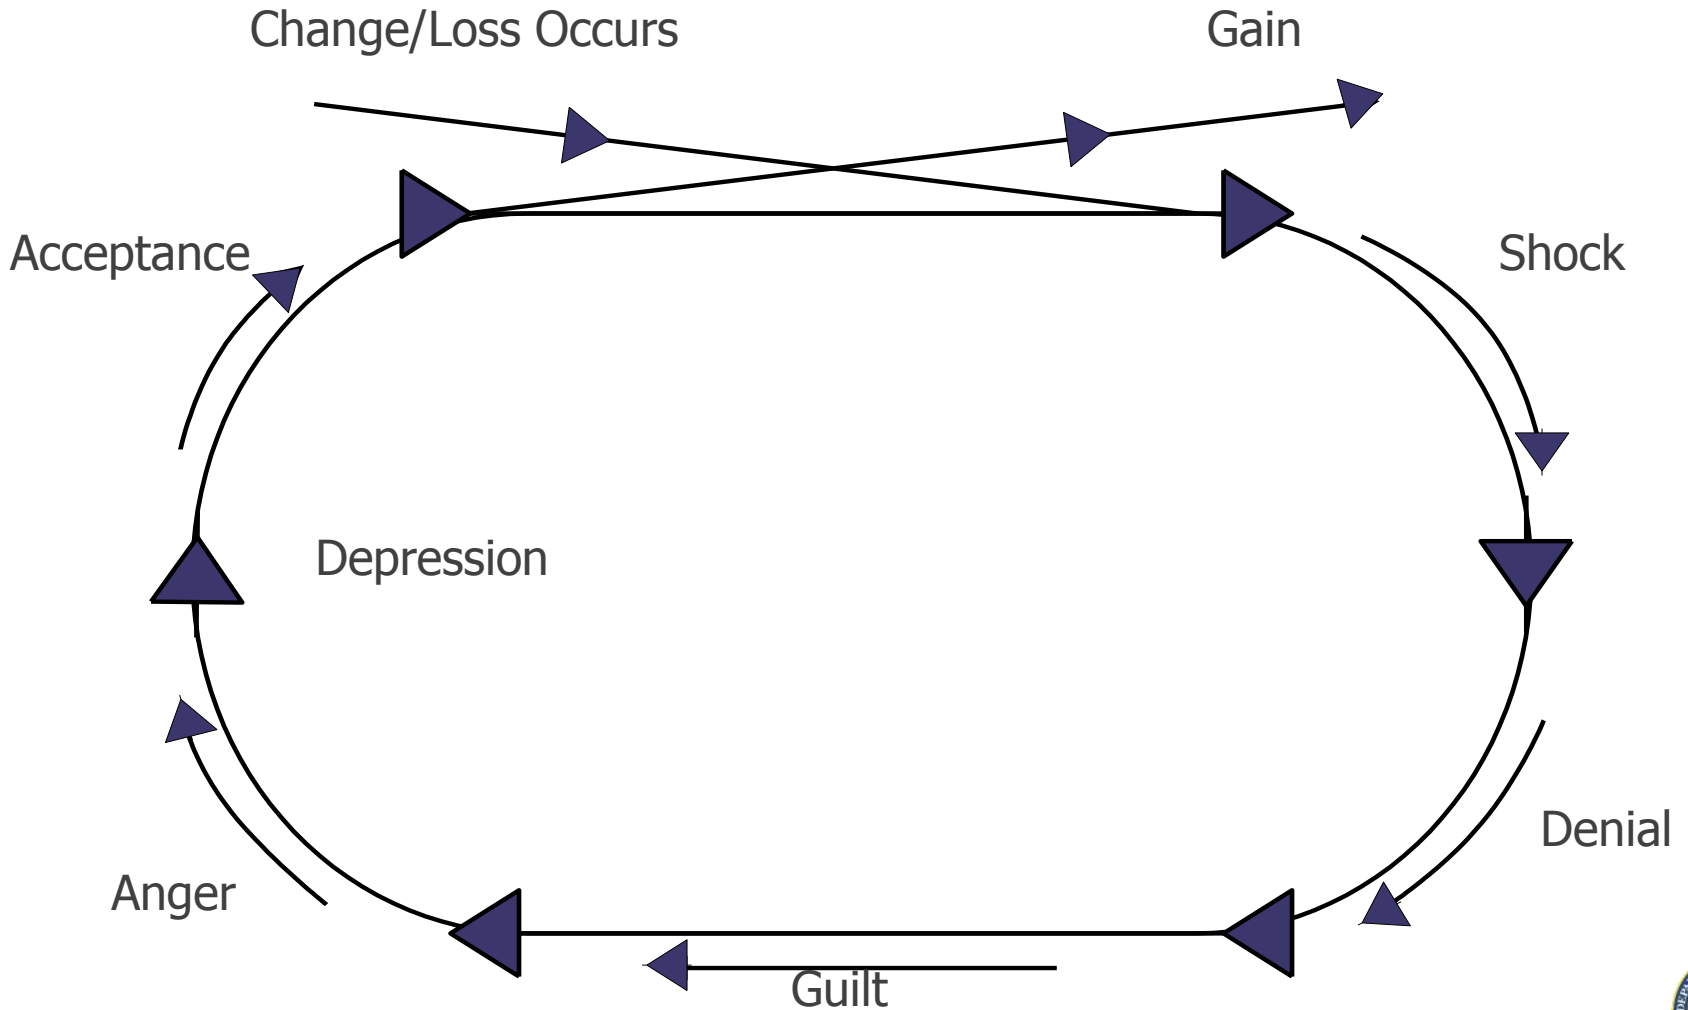 Change/Loss Occurs
Gain
Acceptance
Shock
Depression
Denial
Anger
Guilt